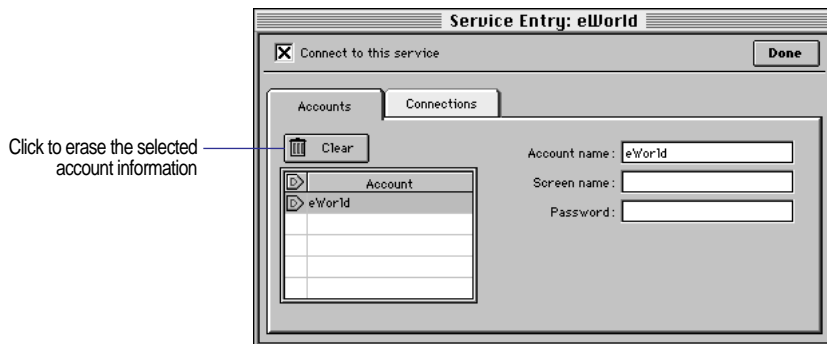 Service Entry: eWorld
Connect to this service
Done
Accounts
Connections
Click to erase the selected
account information
Clear
Account name: eWorld
Screen name:
Password:
D Account
D eWorld